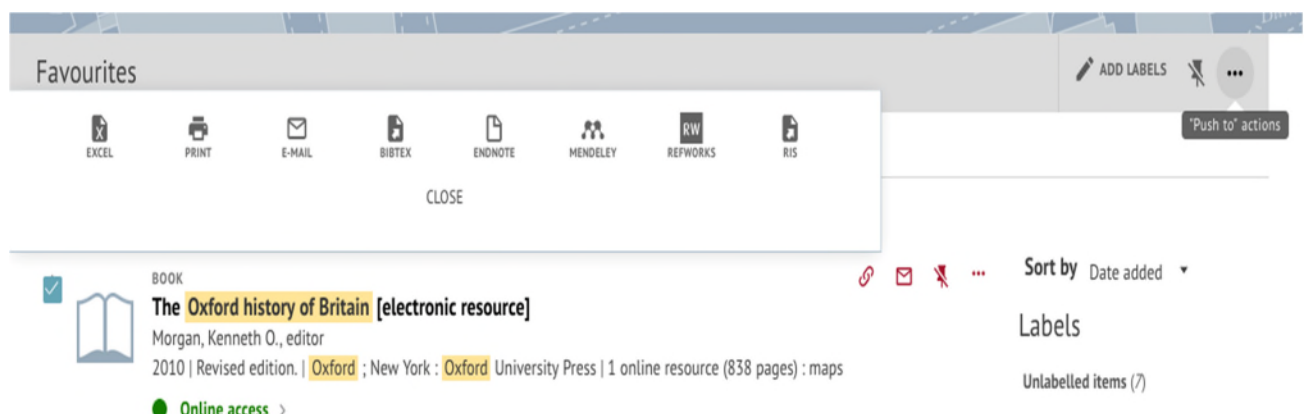 Favourites
ADD LABELS
"Push to" actions
EXCEL PRINT E-MAIL BIBTEX ENDNOTE MENDELEY RW REFWORKS RIS
CLOSE
BOOK
The Oxford history of Britain [electronic resource]
Morgan, Kenneth O., editor
2010 | Revised edition. | Oxford ; New York : Oxford University Press | 1 online resource (838 pages) : maps
Online access >
Sort by Date added
Labels
Unlabelled items (7)